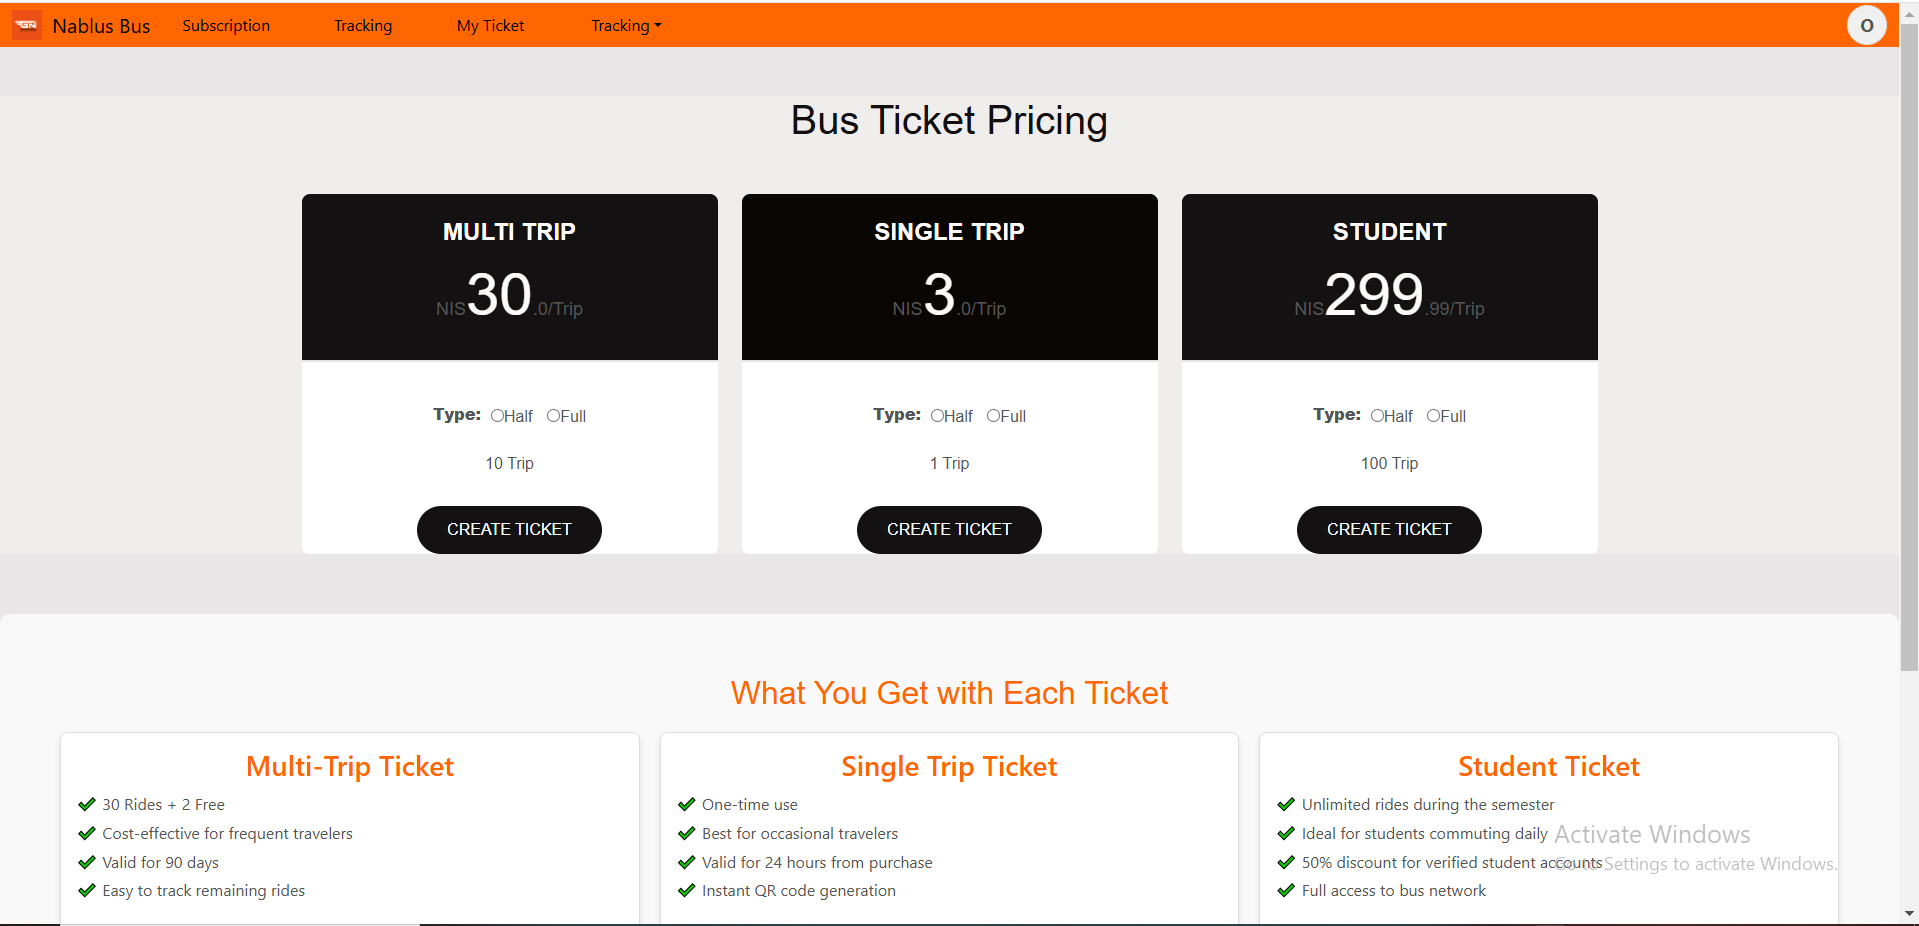 GN Nablus Bus Subscription Tracking My Ticket Tracking O
Bus Ticket Pricing
MULTI TRIP
NIS30.0/Trip
Type: Half Full
10 Trip
CREATE TICKET
SINGLE TRIP
NIS3.0/Trip
Type: Half Full
1 Trip
CREATE TICKET
STUDENT
NIS299.99/Trip
Type: Half Full
100 Trip
CREATE TICKET
What You Get with Each Ticket
Multi-Trip Ticket
30 Rides + 2 Free
Cost-effective for frequent travelers
Valid for 90 days
Easy to track remaining rides
Single Trip Ticket
One-time use
Best for occasional travelers
Valid for 24 hours from purchase
Instant QR code generation
Student Ticket
Unlimited rides during the semester
Ideal for students commuting daily
50% discount for verified student accounts
Full access to bus network
Activate Windows
Go to Settings to activate Windows.